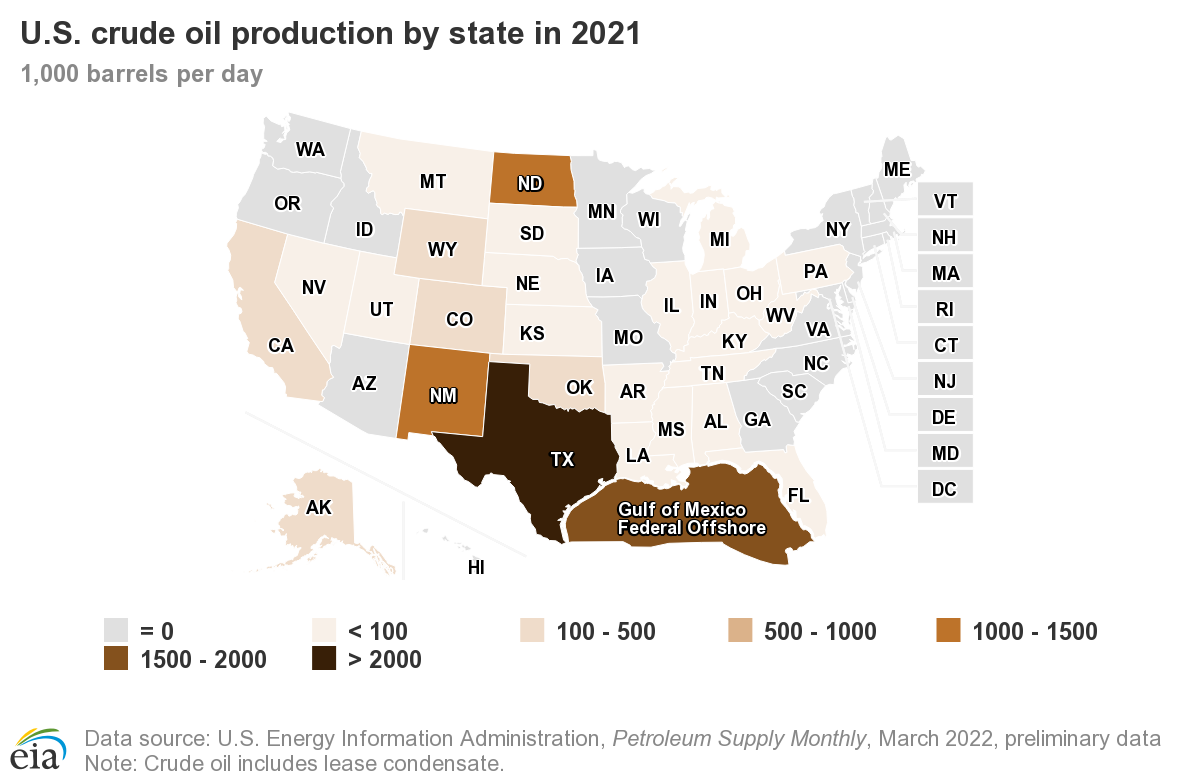 U.S. crude oil production by state in 2021
1,000 barrels per day
WA
ME
MT
ND
VT
OR
MN
ID
WI
NY
SD
MI
NH
WY
PA
MA
IA
NE
NV
OH
IL
IN
RI
UT
CO
WV
VA
KS
MO
KY
CT
CA
NC
TN
AZ
NJ
OK
AR
SC
NM
DE
AL
GA
MS
LA
TX
MD
DC
FL
AK
Gulf of Mexico
Federal Offshore
HI
= 0
< 100
100 - 500
500 - 1000
1000 - 1500
1500 - 2000
> 2000
eia
Data source: U.S. Energy Information Administration, Petroleum Supply Monthly, March 2022, preliminary data
Note: Crude oil includes lease condensate.